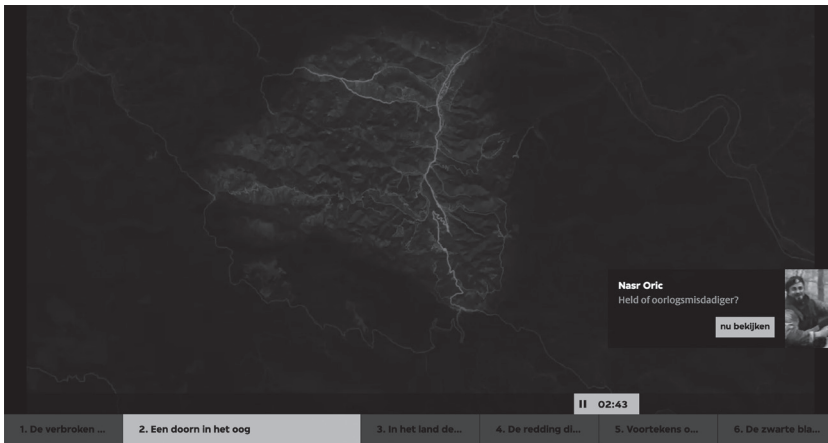 Nasr Oric
Held of oorlogsmisdadiger?
nu bekijken
02:43
1. De verbroken ...
2. Een doorn in het oog
3. In het land de...
4. De redding di...
5. Voortekens o...
6. De zwarte bla...